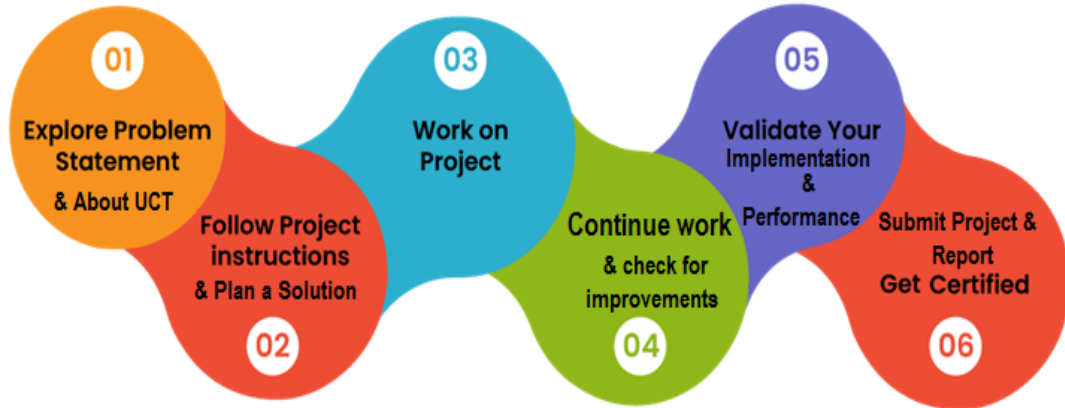 01
Explore Problem
Statement
& About UCT
Follow Project
instructions
& Plan a Solution
02
03
Work on
Project
Continue work
& check for
improvements
04
05
Validate Your
Implementation
&
Performance
Submit Project &
Report
Get Certified
06